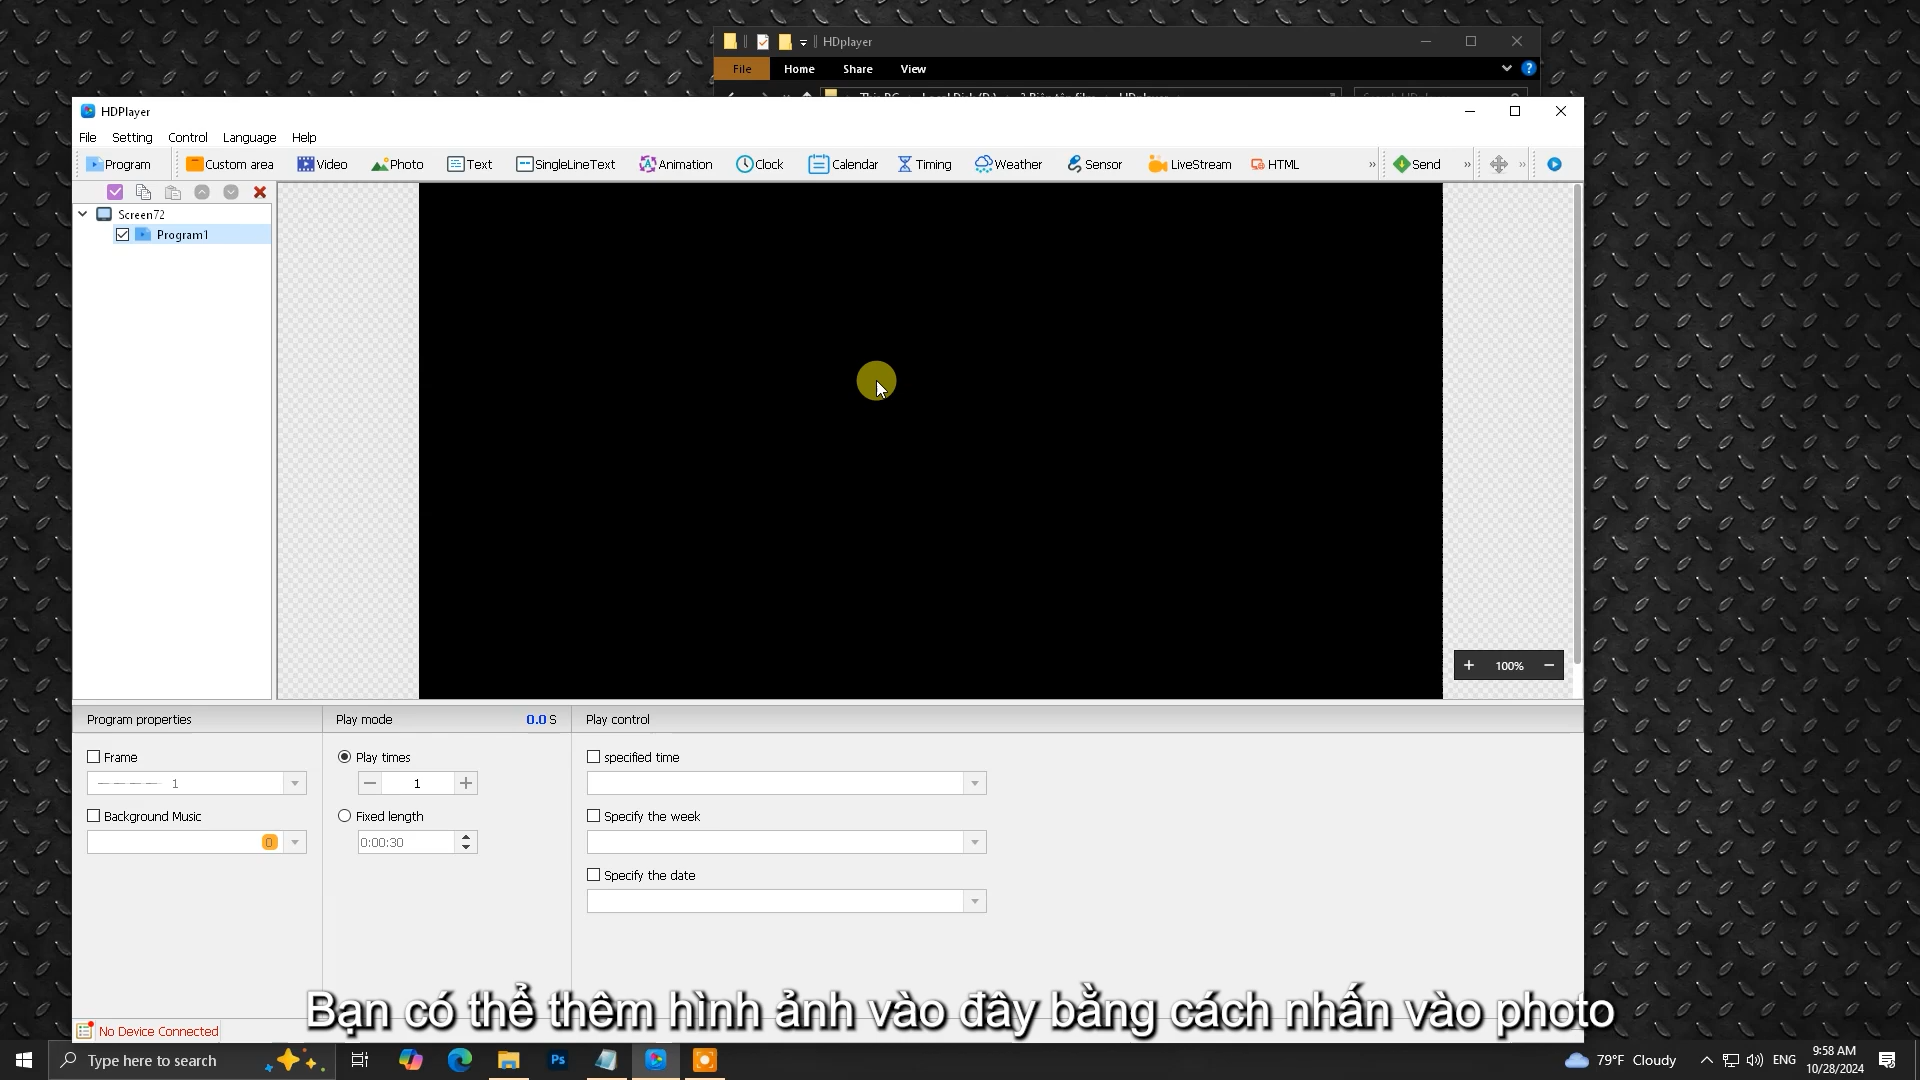 HDplayer
File Home Share View
HDPlayer
File Setting Control Language Help
Program Custom area Video Photo Text SingleLineText Animation Clock Calendar Timing Weather Sensor LiveStream HTML » Send » »
Screen72
Program1
+ 100% −
Program properties Play mode 0.0 S Play control
Frame Play times specified time
1 1
Background Music Fixed length Specify the week
0 0:00:30
Specify the date
Bạn có thể thêm hình ảnh vào đây bằng cách nhấn vào photo
No Device Connected
Type here to search Ps 79°F Cloudy ENG 9:58 AM
10/28/2024